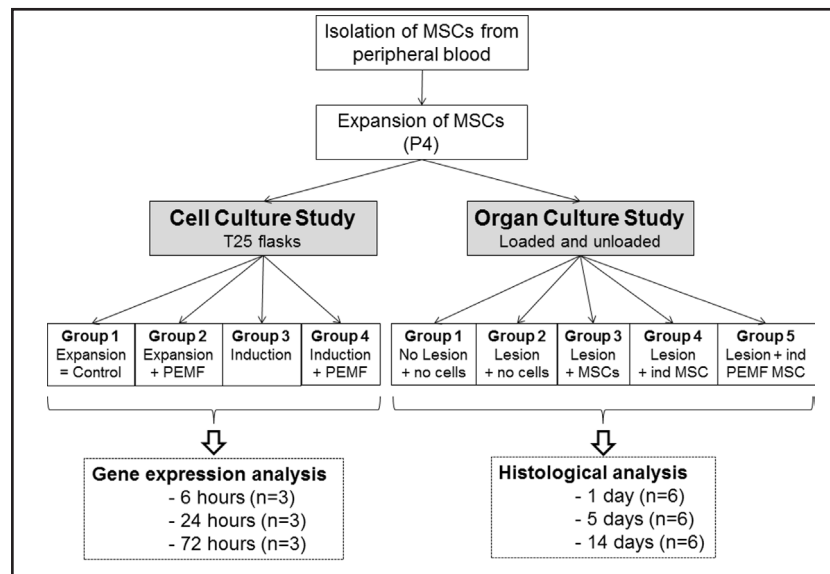 Isolation of MSCs from
peripheral blood
Expansion of MSCs
(P4)
Cell Culture Study
T25 flasks
Organ Culture Study
Loaded and unloaded
Group 1
Expansion
= Control
Group 2
Expansion
+ PEMF
Group 3
Induction
Group 4
Induction
+ PEMF
Group 1
No Lesion
+ no cells
Group 2
Lesion
+ no cells
Group 3
Lesion
+ MSCs
Group 4
Lesion
+ ind MSC
Group 5
Lesion + ind
PEMF MSC
Gene expression analysis
- 6 hours (n=3)
- 24 hours (n=3)
- 72 hours (n=3)
Histological analysis
- 1 day (n=6)
- 5 days (n=6)
- 14 days (n=6)